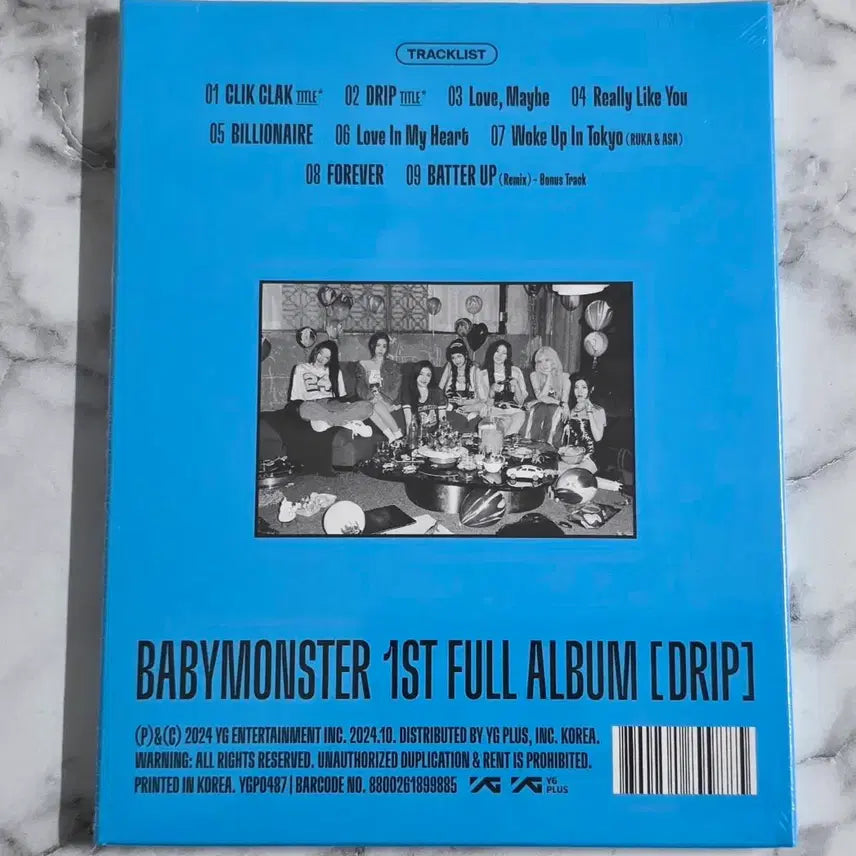 TRACKLIST
01 CLIK CLAK TITLE* 02 DRIP TITLE* 03 Love, Maybe 04 Really Like You
05 BILLIONAIRE 06 Love In My Heart 07 Woke Up In Tokyo (RUKA & ASA)
08 FOREVER 09 BATTER UP (Remix) - Bonus Track
BABYMONSTER 1ST FULL ALBUM [DRIP]
(P)&(C) 2024 YG ENTERTAINMENT INC. 2024.10. DISTRIBUTED BY YG PLUS, INC. KOREA.
WARNING: ALL RIGHTS RESERVED. UNAUTHORIZED DUPLICATION & RENT IS PROHIBITED.
PRINTED IN KOREA. YGP0487 | BARCODE NO. 8800261899885 YG YG YG PLUS